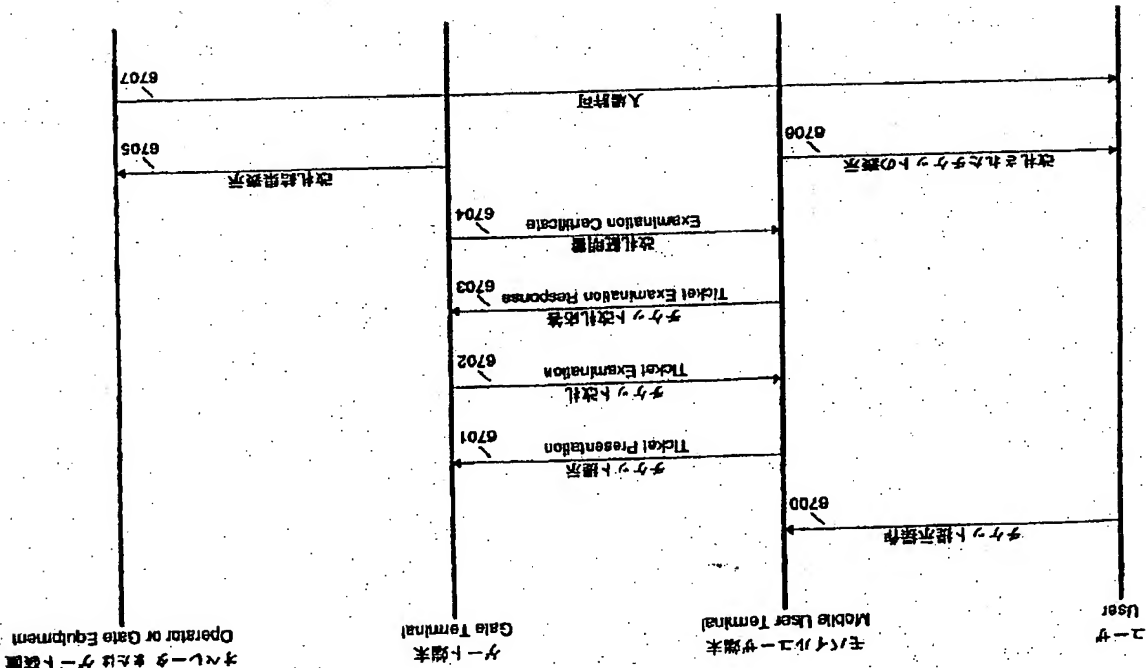 ユーザ
User
モバイルユーザ端末
Mobile User Terminal
ゲート端末
Gate Terminal
オペレータ または ゲート装置
Operator or Gate Equipment
チケット提示操作
6700
チケット提示
Ticket Presentation
6701
チケット改札
Ticket Examination
6702
チケット改札応答
Ticket Examination Response
6703
改札証明書
Examination Certificate
6704
改札されたチケットの表示
6706
改札結果表示
6705
入場許可
6707